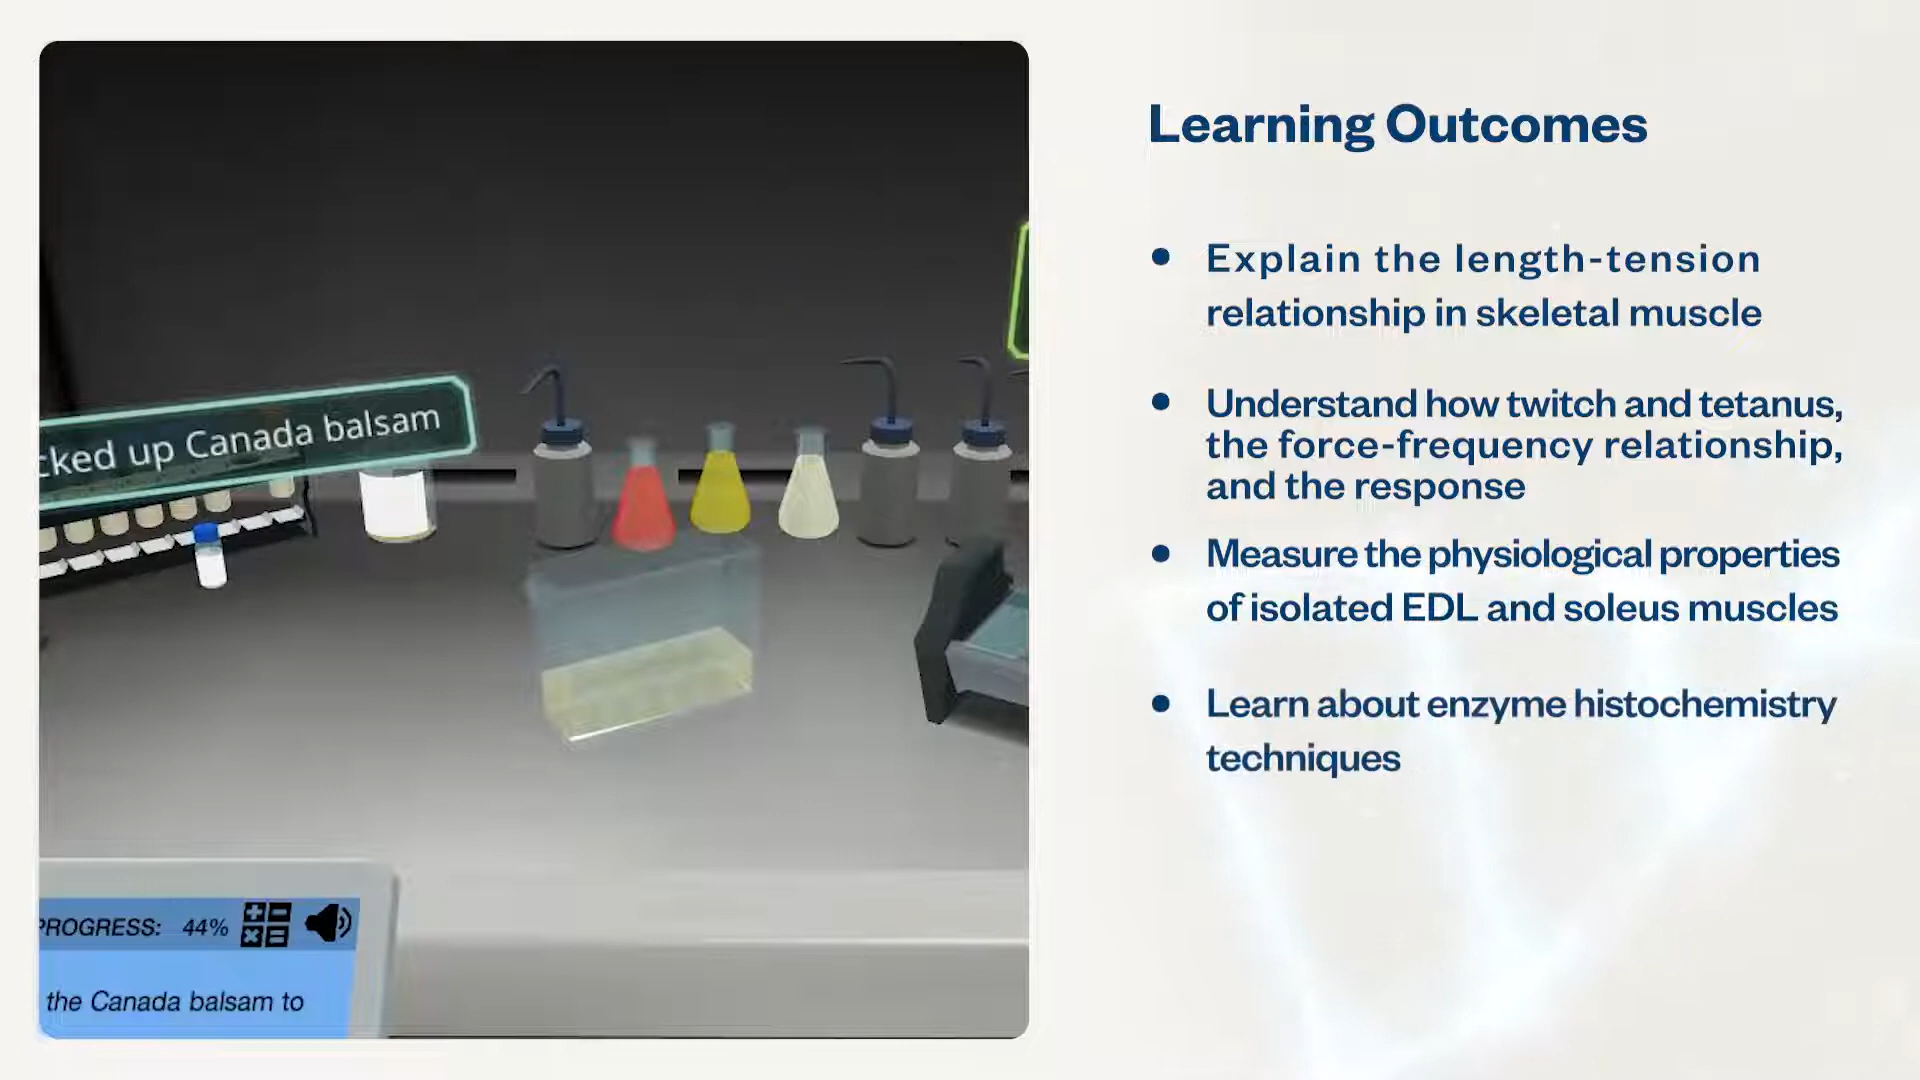 cked up Canada balsam
PROGRESS: 44%
the Canada balsam to
Learning Outcomes
• Explain the length-tension
relationship in skeletal muscle
• Understand how twitch and tetanus,
the force-frequency relationship,
and the response
• Measure the physiological properties
of isolated EDL and soleus muscles
• Learn about enzyme histochemistry
techniques